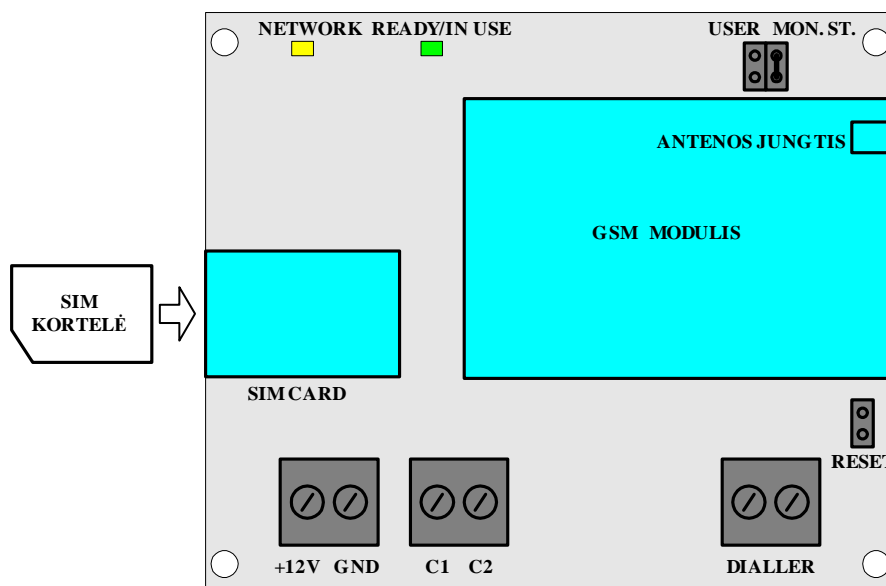 NETWORK READY/IN USE USER MON. ST.
ANTENOS JUNGTIS
GSM MODULIS
SIM
KORTELĖ
SIM CARD
RESET
+12V GND C1 C2 DIALLER